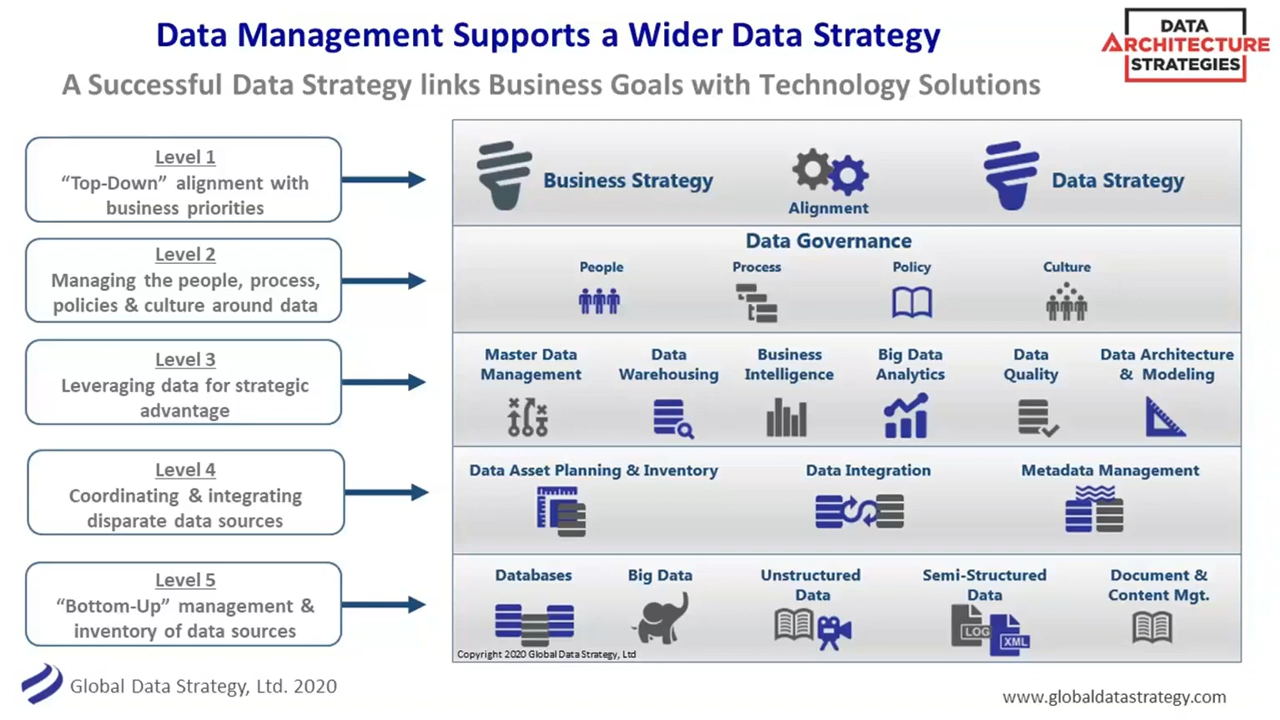 Data Management Supports a Wider Data Strategy
A Successful Data Strategy links Business Goals with Technology Solutions
DATA
ARCHITECTURE
STRATEGIES
Level 1
“Top-Down” alignment with
business priorities
Business Strategy
Alignment
Data Strategy
Level 2
Managing the people, process,
policies & culture around data
Data Governance
People
Process
Policy
Culture
Level 3
Leveraging data for strategic
advantage
Master Data
Management
Data
Warehousing
Business
Intelligence
Big Data
Analytics
Data
Quality
Data Architecture
& Modeling
Level 4
Coordinating & integrating
disparate data sources
Data Asset Planning & Inventory
Data Integration
Metadata Management
Level 5
“Bottom-Up” management &
inventory of data sources
Databases
Big Data
Unstructured
Data
Semi-Structured
Data
LOG
XML
Document &
Content Mgt.
Copyright 2020 Global Data Strategy, Ltd
Global Data Strategy, Ltd. 2020
www.globaldatastrategy.com